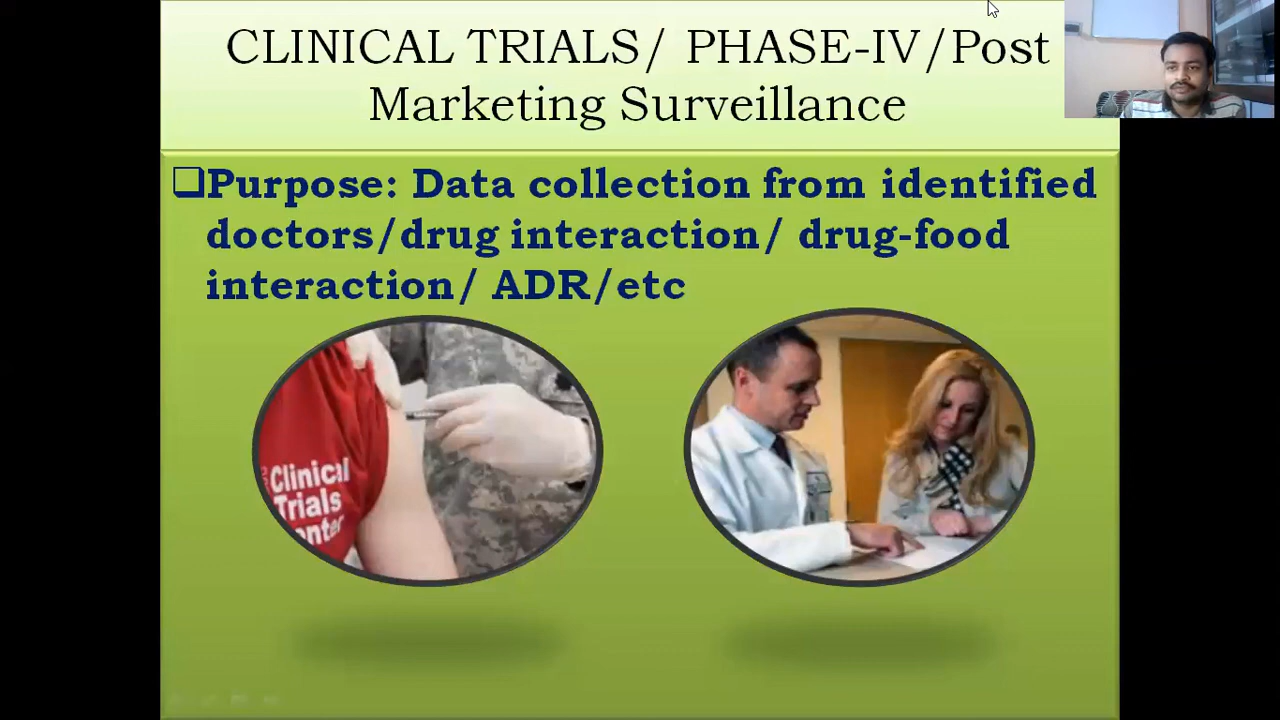 CLINICAL TRIALS/ PHASE-IV/Post
Marketing Surveillance
❑Purpose: Data collection from identified
doctors/drug interaction/ drug-food
interaction/ ADR/etc
Clinical
Trials
enter